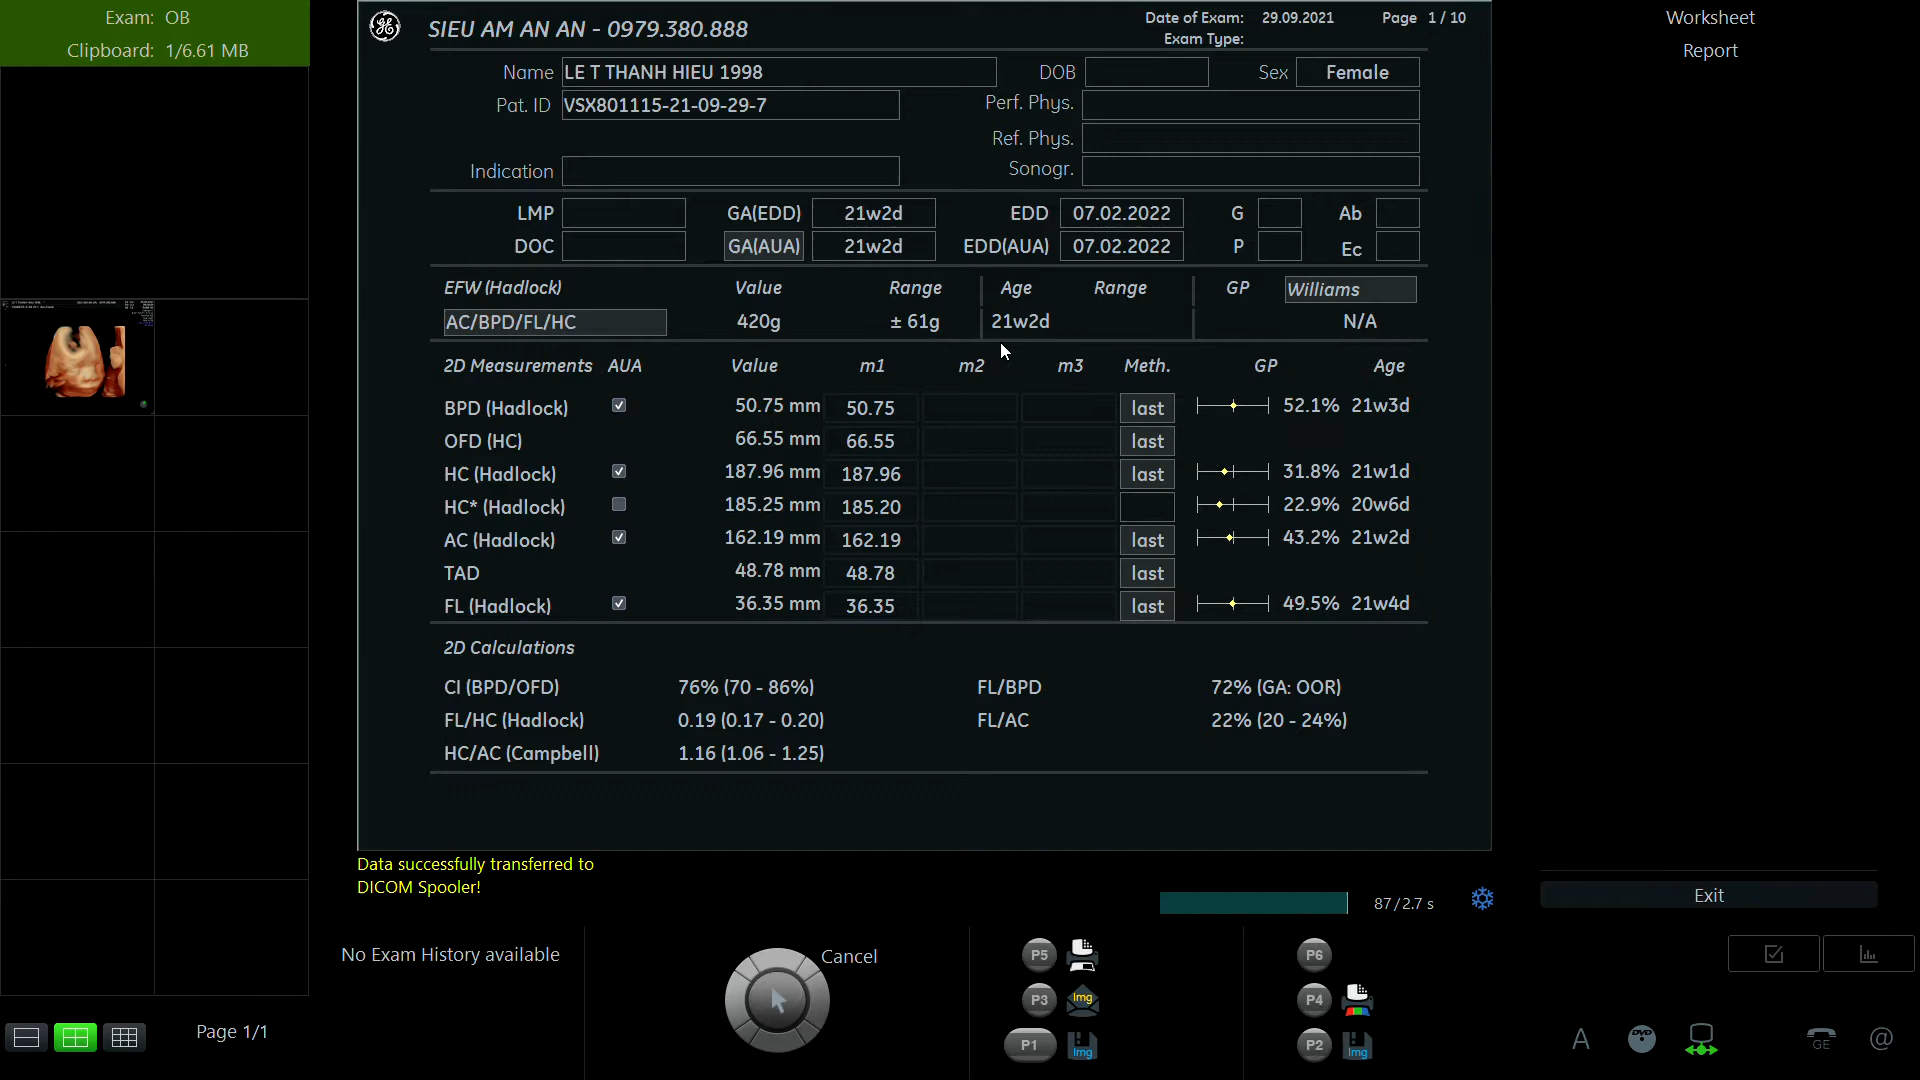 Exam: OB
Clipboard: 1/6.61 MB
SIEU AM AN AN - 0979.380.888
Date of Exam: 29.09.2021 Page 1 / 10
Exam Type:
Name LE T THANH HIEU 1998 DOB Sex Female
Pat. ID VSX801115-21-09-29-7 Perf. Phys.
Ref. Phys.
Indication Sonogr.
LMP GA(EDD) 21w2d EDD 07.02.2022 G Ab
DOC GA(AUA) 21w2d EDD(AUA) 07.02.2022 P Ec
EFW (Hadlock) Value Range Age Range GP Williams
AC/BPD/FL/HC 420g ± 61g 21w2d N/A
2D Measurements AUA Value m1 m2 m3 Meth. GP Age
BPD (Hadlock) 50.75 mm 50.75 last 52.1% 21w3d
OFD (HC) 66.55 mm 66.55 last
HC (Hadlock) 187.96 mm 187.96 last 31.8% 21w1d
HC* (Hadlock) 185.25 mm 185.20 22.9% 20w6d
AC (Hadlock) 162.19 mm 162.19 last 43.2% 21w2d
TAD 48.78 mm 48.78 last
FL (Hadlock) 36.35 mm 36.35 last 49.5% 21w4d
2D Calculations
CI (BPD/OFD) 76% (70 - 86%) FL/BPD 72% (GA: OOR)
FL/HC (Hadlock) 0.19 (0.17 - 0.20) FL/AC 22% (20 - 24%)
HC/AC (Campbell) 1.16 (1.06 - 1.25)
Worksheet
Report
Data successfully transferred to
DICOM Spooler!
87 / 2.7 s
Exit
No Exam History available
Cancel
P5 P6
P3 Img P4
P1 Img P2 Img
Page 1/1
A DVD GE @